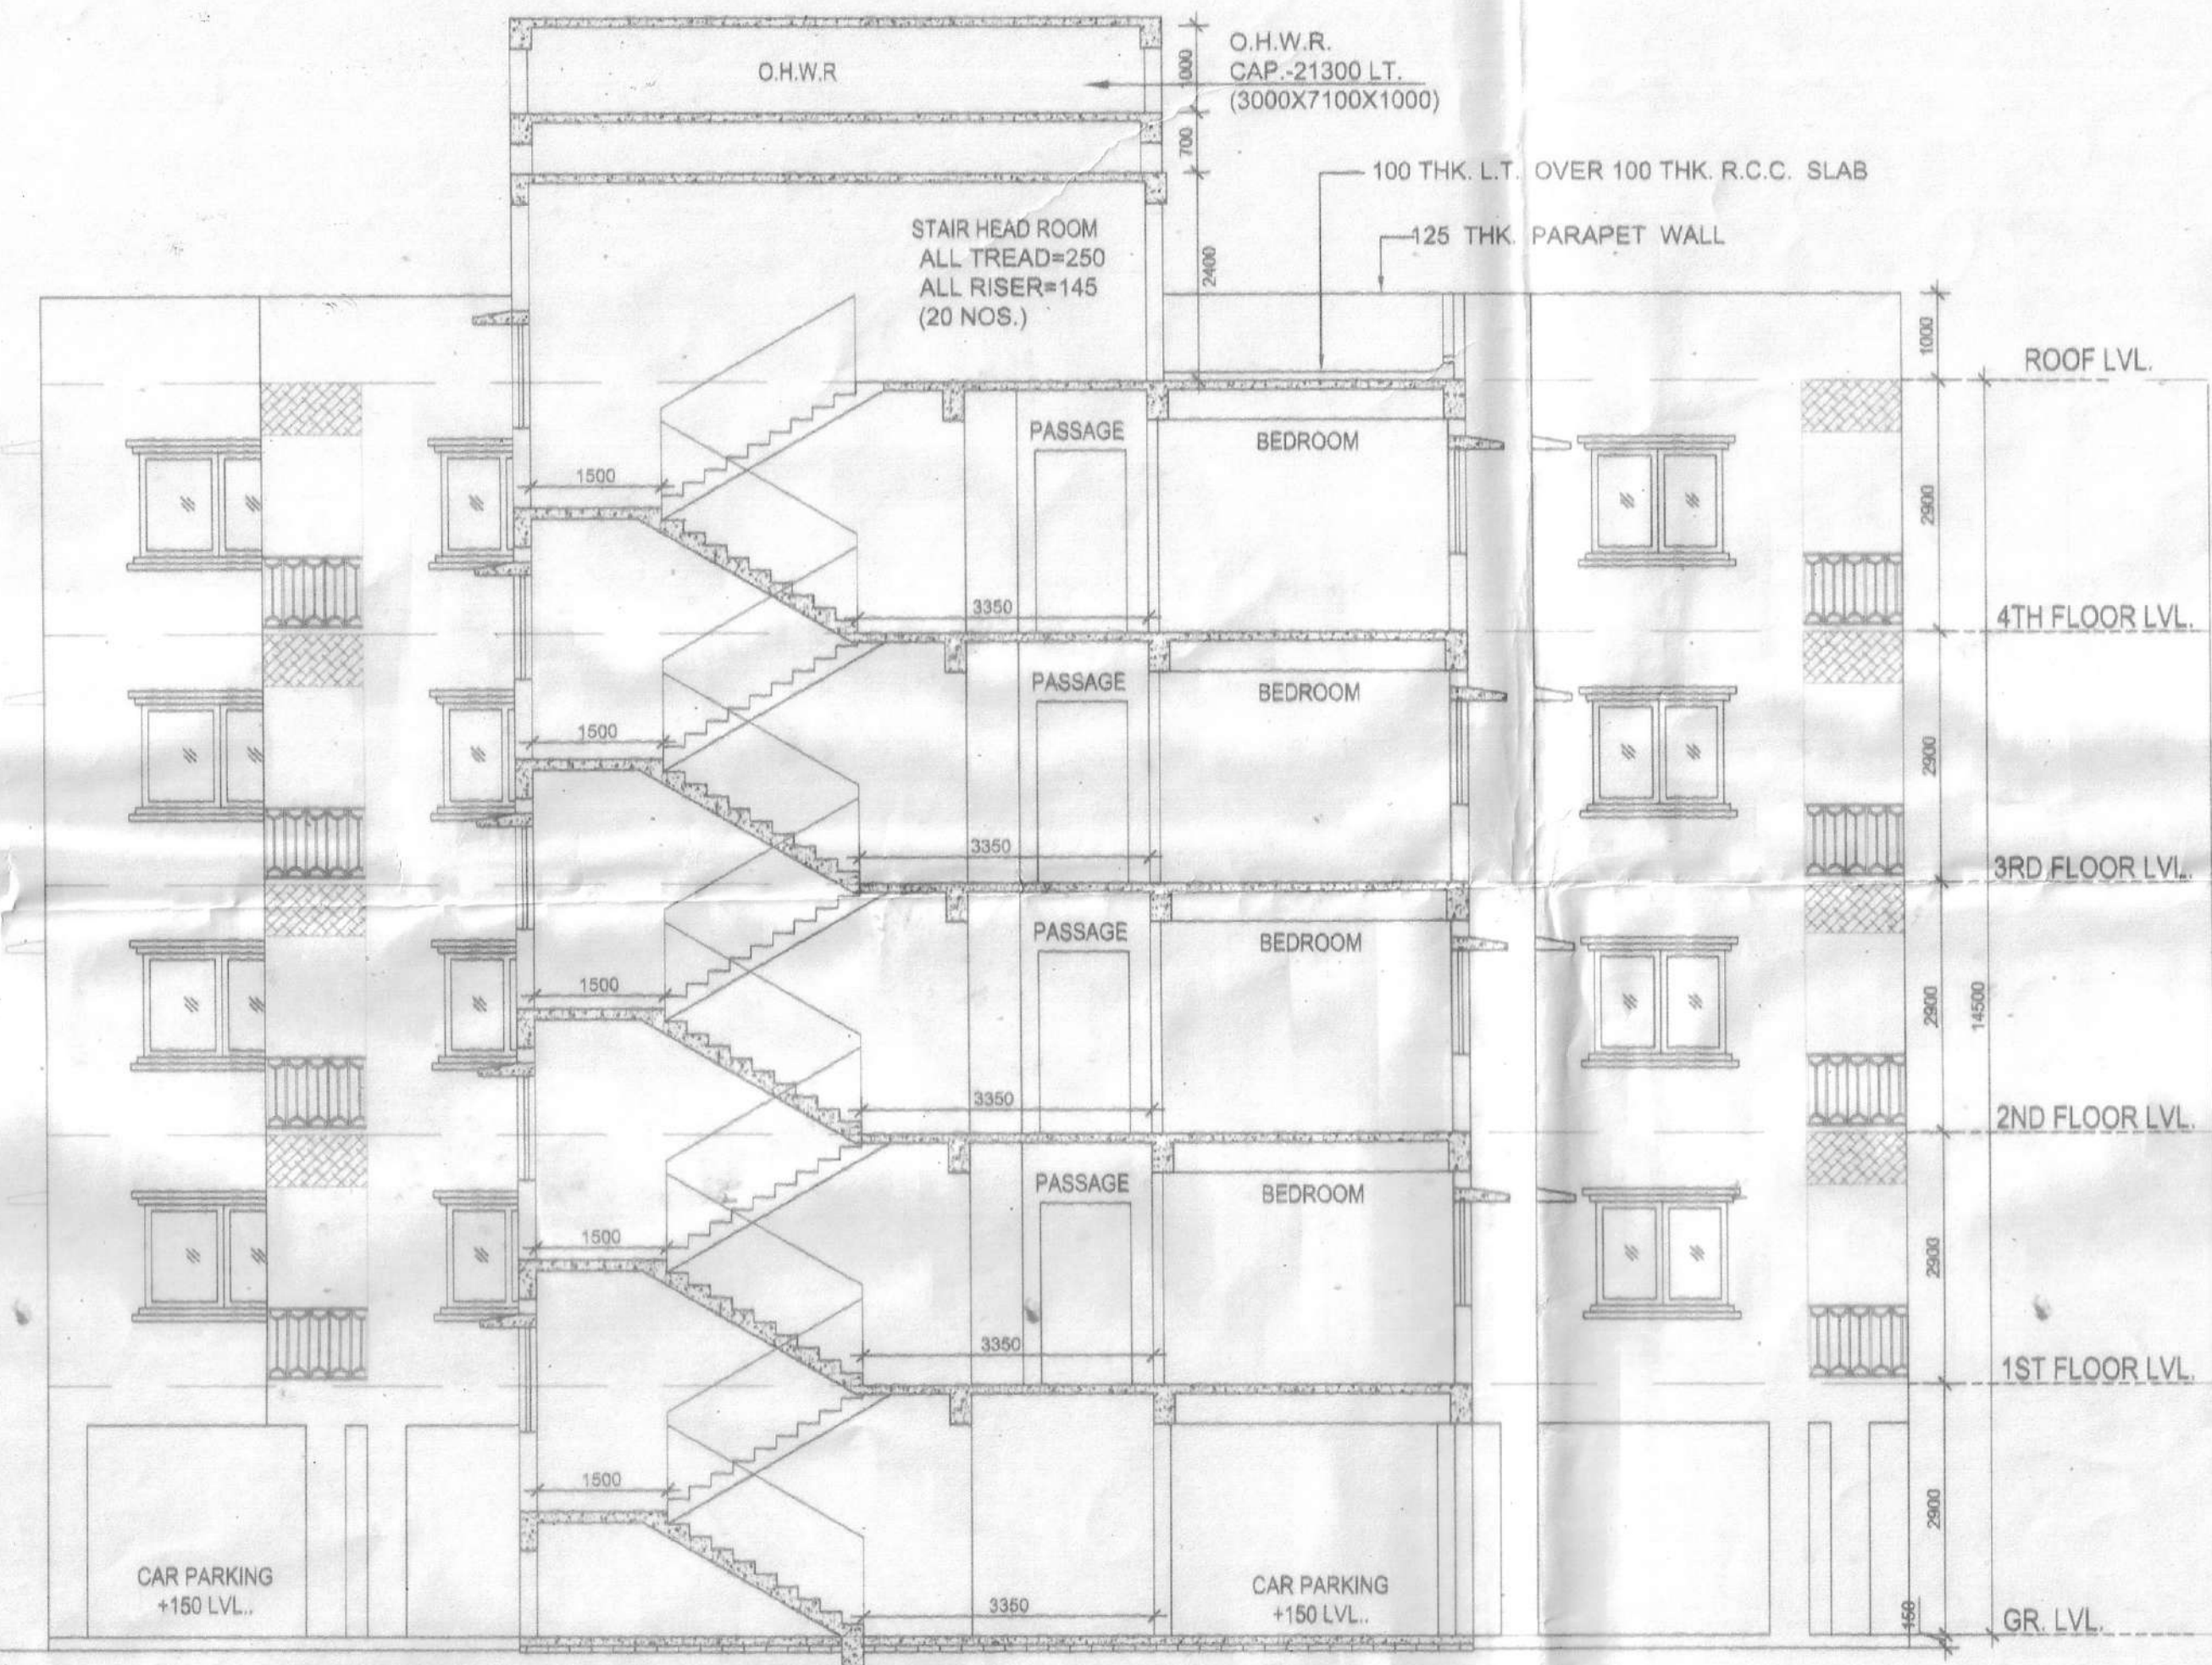 O.H.W.R
1000
O.H.W.R.
CAP.-21300 LT.
(3000X7100X1000)
700
100 THK. L.T. OVER 100 THK. R.C.C. SLAB
STAIR HEAD ROOM
ALL TREAD=250
ALL RISER=145
(20 NOS.)
2400
125 THK. PARAPET WALL
1000
ROOF LVL.
PASSAGE
BEDROOM
1500
2900
3350
4TH FLOOR LVL.
PASSAGE
BEDROOM
1500
2900
3350
3RD FLOOR LVL.
PASSAGE
BEDROOM
1500
2900
14500
3350
2ND FLOOR LVL.
PASSAGE
BEDROOM
1500
2900
3350
1ST FLOOR LVL.
1500
2900
CAR PARKING
+150 LVL..
3350
CAR PARKING
+150 LVL..
150
GR. LVL.